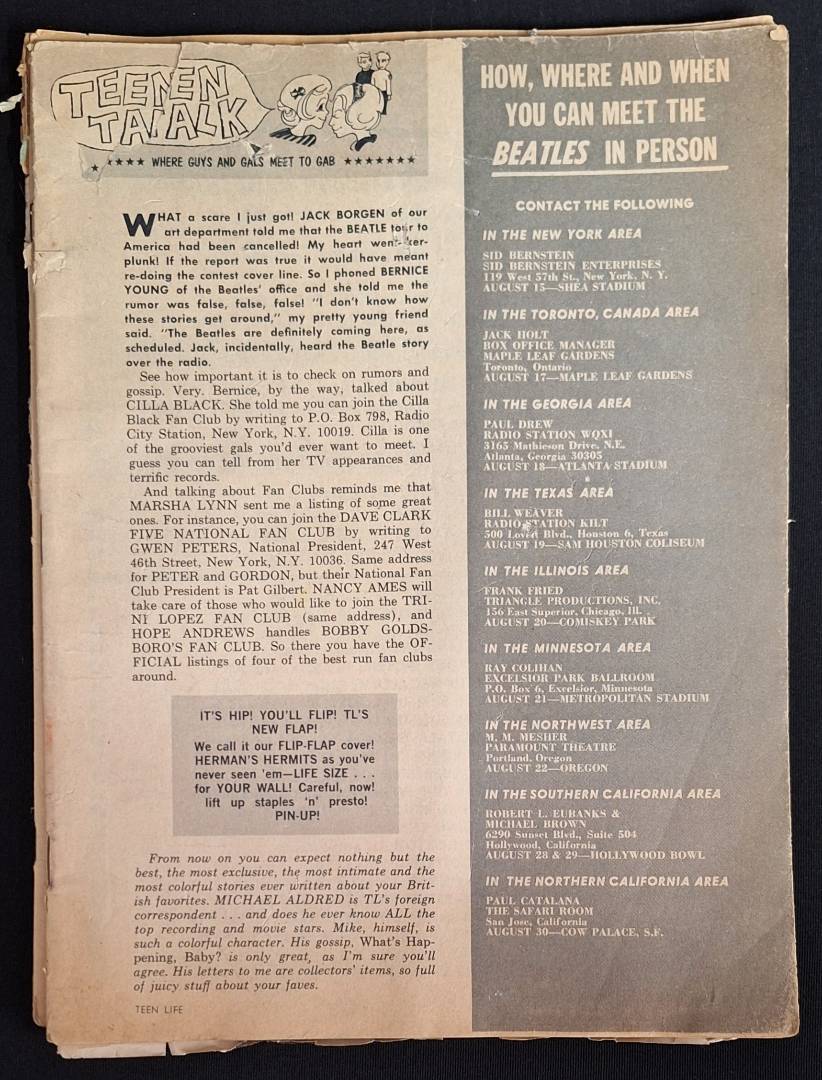 TEENEN
TAIALK
★ ★★★★ WHERE GUYS AND GALS MEET TO GAB ★★★★★★★
WHAT a scare I just got! JACK BORGEN of our
art department told me that the BEATLE tour to
America had been cancelled! My heart went ker-
plunk! If the report was true it would have meant
re-doing the contest cover line. So I phoned BERNICE
YOUNG of the Beatles' office and she told me the
rumor was false, false, false! "I don't know how
these stories get around," my pretty young friend
said. "The Beatles are definitely coming here, as
scheduled. Jack, incidentally, heard the Beatle story
over the radio.
See how important it is to check on rumors and
gossip. Very. Bernice, by the way, talked about
CILLA BLACK. She told me you can join the Cilla
Black Fan Club by writing to P.O. Box 798, Radio
City Station, New York, N.Y. 10019. Cilla is one
of the grooviest gals you'd ever want to meet. I
guess you can tell from her TV appearances and
terrific records.
And talking about Fan Clubs reminds me that
MARSHA LYNN sent me a listing of some great
ones. For instance, you can join the DAVE CLARK
FIVE NATIONAL FAN CLUB by writing to
GWEN PETERS, National President, 247 West
46th Street, New York, N.Y. 10036. Same address
for PETER and GORDON, but their National Fan
Club President is Pat Gilbert. NANCY AMES will
take care of those who would like to join the TRI-
NI LOPEZ FAN CLUB (same address), and
HOPE ANDREWS handles BOBBY GOLDS-
BORO'S FAN CLUB. So there you have the OF-
FICIAL listings of four of the best run fan clubs
around.
IT'S HIP! YOU'LL FLIP! TL'S
NEW FLAP!
We call it our FLIP-FLAP cover!
HERMAN'S HERMITS as you've
never seen 'em—LIFE SIZE . . .
for YOUR WALL! Careful, now!
lift up staples 'n' presto!
PIN-UP!
From now on you can expect nothing but the
best, the most exclusive, the most intimate and the
most colorful stories ever written about your Brit-
ish favorites. MICHAEL ALDRED is TL's foreign
correspondent . . . and does he ever know ALL the
top recording and movie stars. Mike, himself, is
such a colorful character. His gossip, What's Hap-
pening, Baby? is only great, as I'm sure you'll
agree. His letters to me are collectors' items, so full
of juicy stuff about your faves.
TEEN LIFE
HOW, WHERE AND WHEN
YOU CAN MEET THE
BEATLES IN PERSON
CONTACT THE FOLLOWING
IN THE NEW YORK AREA
SID BERNSTEIN
SID BERNSTEIN ENTERPRISES
119 West 57th St., New York, N. Y.
AUGUST 15—SHEA STADIUM
IN THE TORONTO, CANADA AREA
JACK HOLT
BOX OFFICE MANAGER
MAPLE LEAF GARDENS
Toronto, Ontario
AUGUST 17—MAPLE LEAF GARDENS
IN THE GEORGIA AREA
PAUL DREW
RADIO STATION WQXI
3165 Mathieson Drive, N.E.
Atlanta, Georgia 30305
AUGUST 18—ATLANTA STADIUM
IN THE TEXAS AREA
BILL WEAVER
RADIO STATION KILT
500 Lovett Blvd., Houston 6, Texas
AUGUST 19—SAM HOUSTON COLISEUM
IN THE ILLINOIS AREA
FRANK FRIED
TRIANGLE PRODUCTIONS, INC.
156 East Superior, Chicago, Ill.
AUGUST 20—COMISKEY PARK
IN THE MINNESOTA AREA
RAY COLIHAN
EXCELSIOR PARK BALLROOM
P.O. Box 6, Excelsior, Minnesota
AUGUST 21—METROPOLITAN STADIUM
IN THE NORTHWEST AREA
M. M. MESHER
PARAMOUNT THEATRE
Portland, Oregon
AUGUST 22—OREGON
IN THE SOUTHERN CALIFORNIA AREA
ROBERT L. EUBANKS &
MICHAEL BROWN
6290 Sunset Blvd., Suite 504
Hollywood, California
AUGUST 28 & 29—HOLLYWOOD BOWL
IN THE NORTHERN CALIFORNIA AREA
PAUL CATALANA
THE SAFARI ROOM
San Jose, California
AUGUST 30—COW PALACE, S.F.